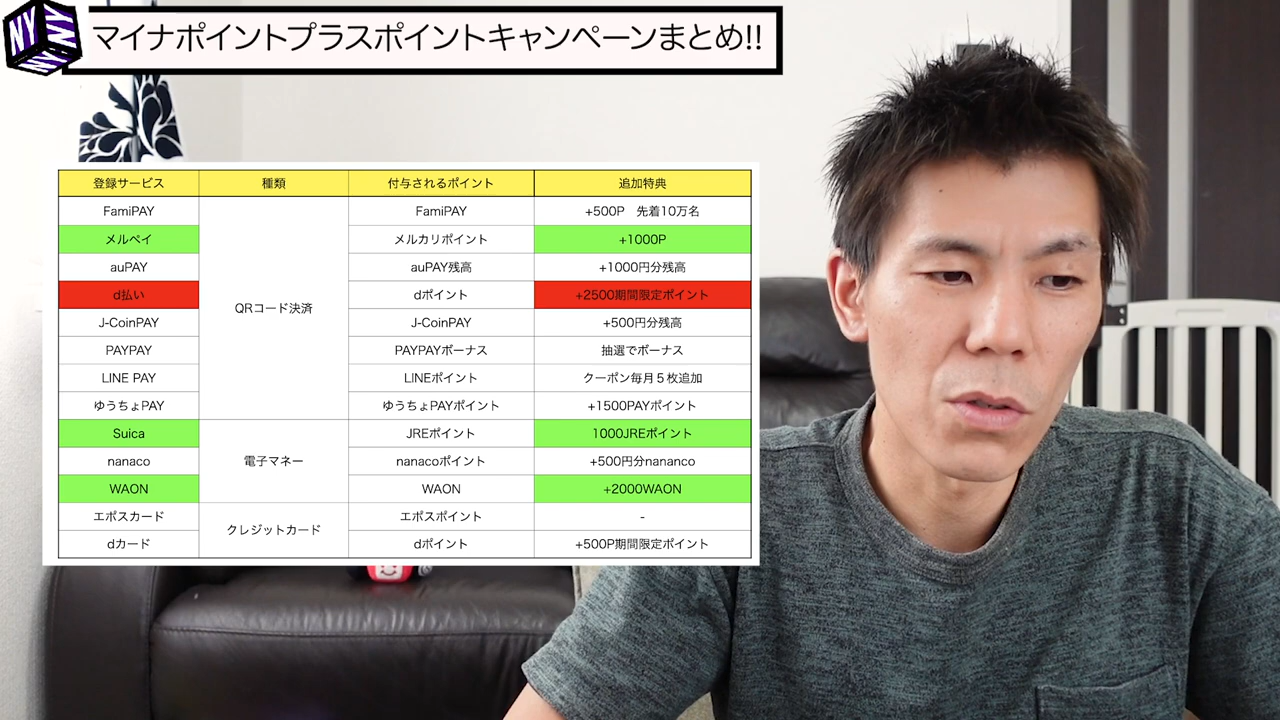 NY
NY
NY
マイナポイントプラスポイントキャンペーンまとめ!!
登録サービス 種類 付与されるポイント 追加特典
FamiPAY FamiPAY +500P 先着10万名
メルペイ メルカリポイント +1000P
auPAY auPAY残高 +1000円分残高
d払い dポイント +2500期間限定ポイント
QRコード決済
J-CoinPAY J-CoinPAY +500円分残高
PAYPAY PAYPAYボーナス 抽選でボーナス
LINE PAY LINEポイント クーポン毎月5枚追加
ゆうちょPAY ゆうちょPAYポイント +1500PAYポイント
Suica JREポイント 1000JREポイント
nanaco 電子マネー nanacoポイント +500円分nananco
WAON WAON +2000WAON
エポスカード エポスポイント -
クレジットカード
dカード dポイント +500P期間限定ポイント